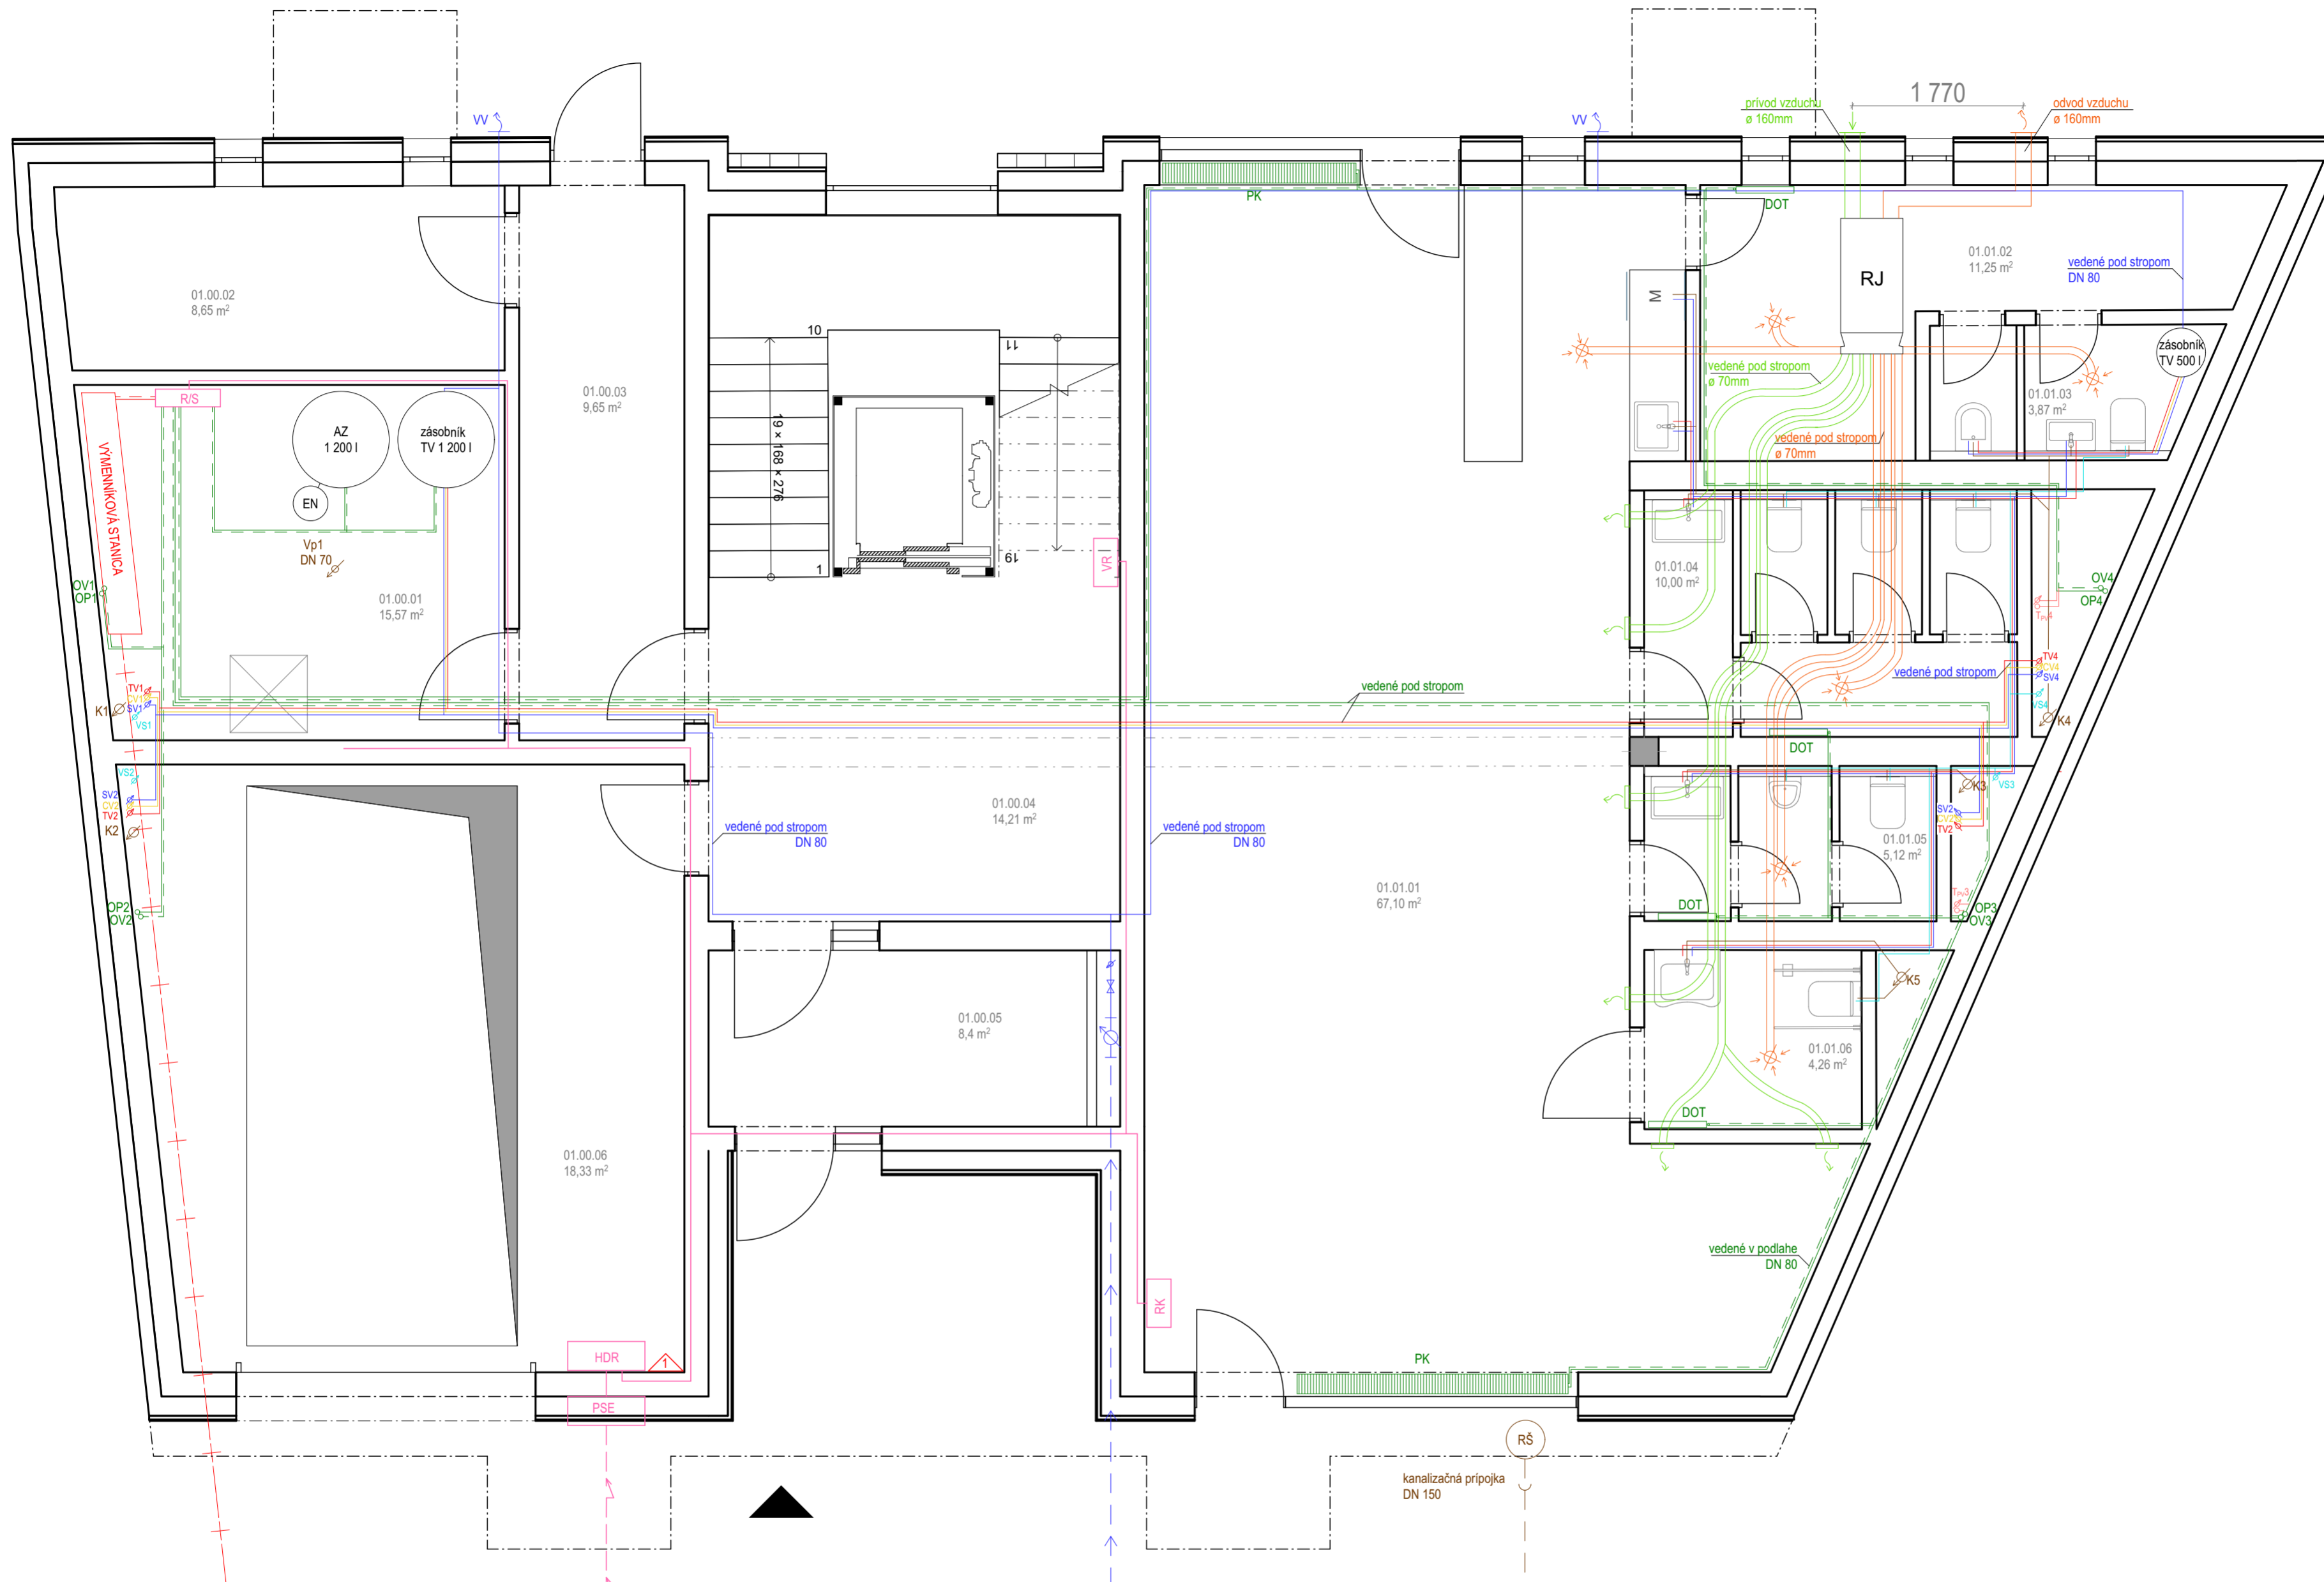 VV
VV
prívod vzduchu
ø 160mm
1 770
odvod vzduchu
ø 160mm
PK
DOT
01.01.02
11,25 m²
vedené pod stropom
DN 80
RJ
M
01.00.02
8,65 m²
10
11
zásobník
TV 500 l
vedené pod stropom
ø 70mm
R/S
01.00.03
9,65 m²
01.01.03
3,87 m²
AZ
1 200 l
zásobník
TV 1 200 l
19 × 168 × 276
vedené pod stropom
ø 70mm
VÝMENNÍKOVÁ STANICA
EN
Vp1
DN 70
VR
19
1
01.01.04
10,00 m²
OV1
OP1
01.00.01
15,57 m²
OV4
OP4
TPV4
TV1
CV1
SV1
K1
VS1
vedené pod stropom
vedené pod stropom
TV4
CV4
SV4
VS4
K4
VS2
SV2
CV2
TV2
K2
DOT
K3
VS3
01.00.04
14,21 m²
vedené pod stropom
DN 80
vedené pod stropom
DN 80
SV2
CV2
TV2
01.01.05
5,12 m²
01.01.01
67,10 m²
OP2
OV2
DOT
TPV3
OP3
OV3
K5
01.00.05
8,4 m²
01.01.06
4,26 m²
DOT
01.00.06
18,33 m²
vedené v podlahe
DN 80
RK
HDR
1
PK
PSE
RŠ
kanalizačná prípojka
DN 150